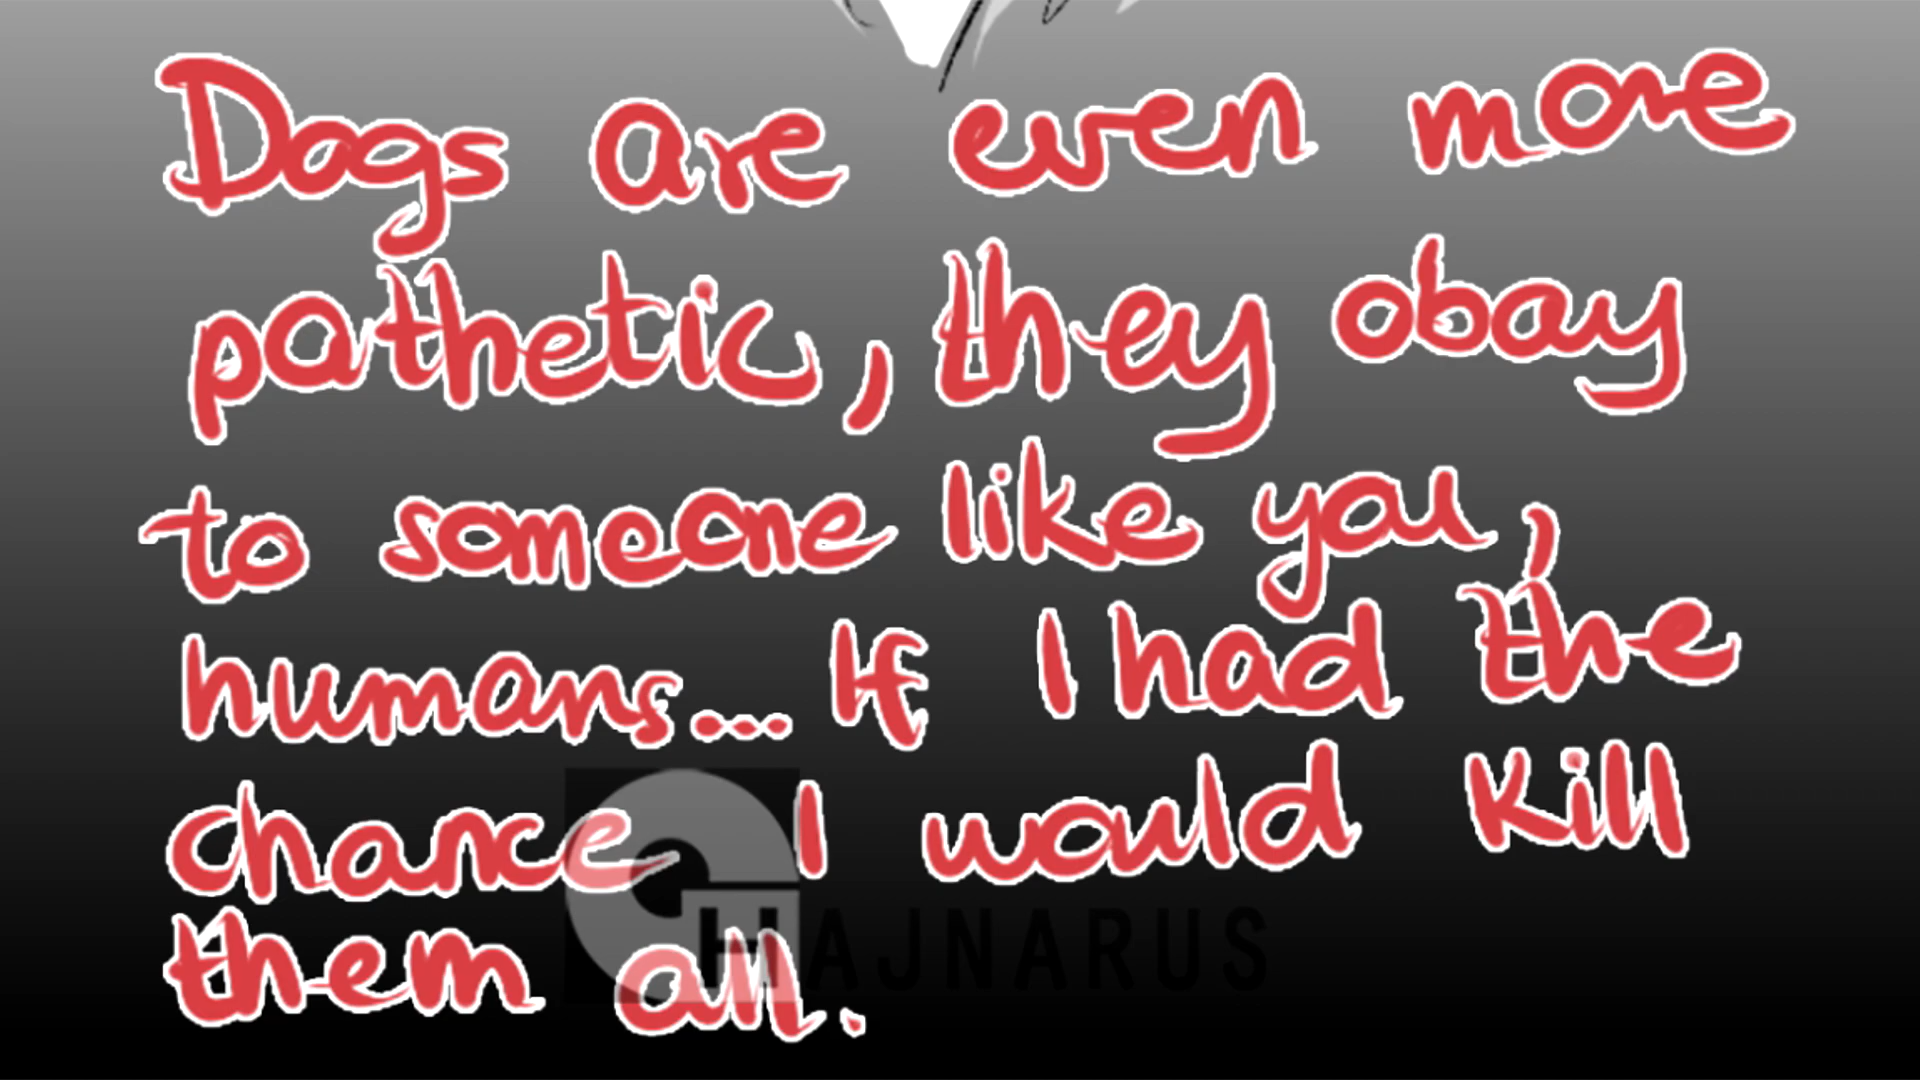 Dogs are even more
pathetic, they obay
to someone like you,
humans... If I had the
chance I would kill
them all.
CHAJNARUS